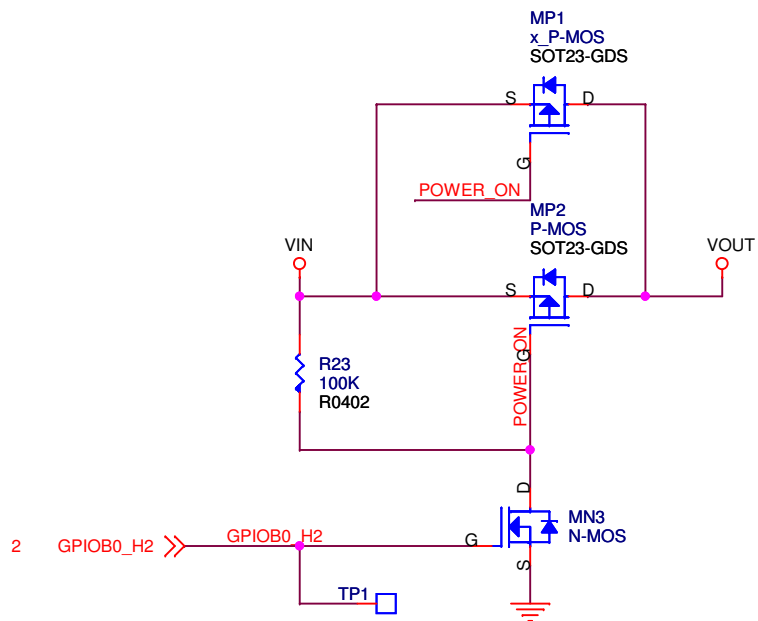 MP1
x_P-MOS
SOT23-GDS
S
D
G
POWER_ON
MP2
P-MOS
SOT23-GDS
VIN
VOUT
S
D
G
POWER_ON
R23
100K
R0402
D
MN3
N-MOS
G
S
2
GPIOB0_H2
GPIOB0_H2
TP1